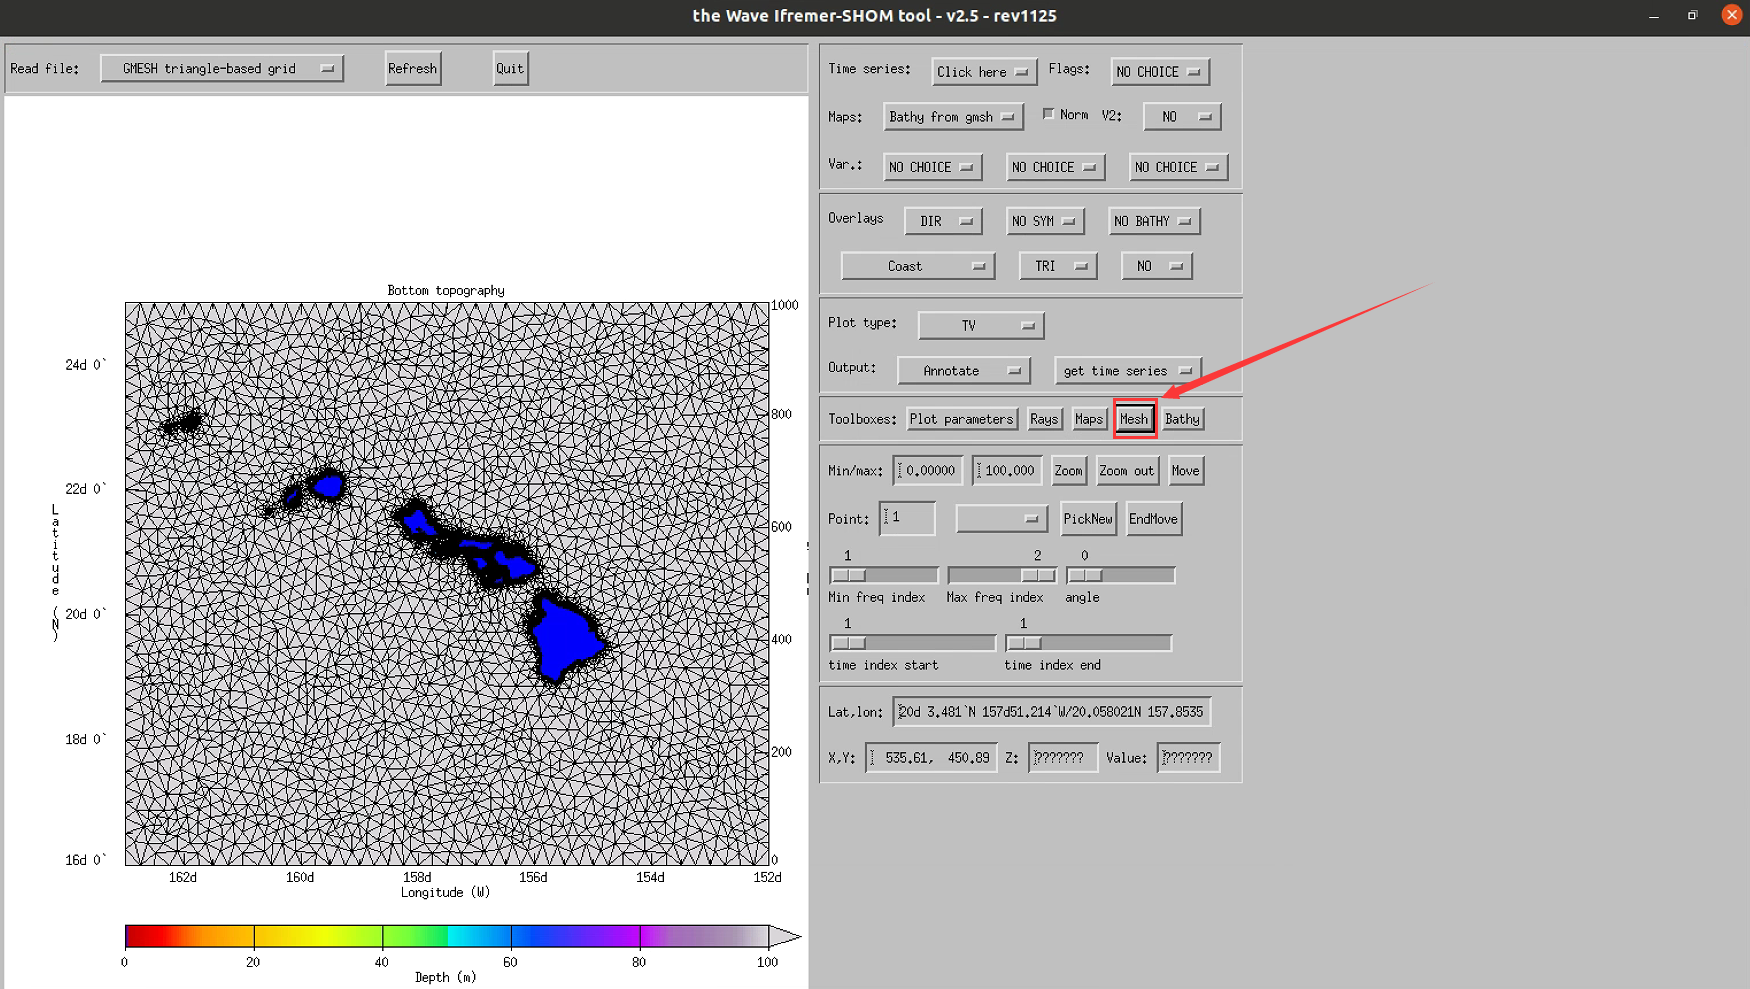 the Wave Ifremer-SHOM tool - v2.5 - rev1125
Read file: GMESH triangle-based grid Refresh Quit
Time series: Click here Flags: NO CHOICE
Maps: Bathy from gmsh Norm V2: NO
Var.: NO CHOICE NO CHOICE NO CHOICE
Overlays DIR NO SYM NO BATHY
Coast TRI NO
Plot type: TV
Output: Annotate get time series
Toolboxes: Plot parameters Rays Maps Mesh Bathy
Min/max: 0.00000 100.000 Zoom Zoom out Move
Point: 1 PickNew EndMove
1 2 0
Min freq index Max freq index angle
1 1
time index start time index end
Lat,lon: 20d 3.481`N 157d51.214`W/20.058021N 157.8535
X,Y: 535.61, 450.89 Z: ??????? Value: ???????
Bottom topography
1000
800
600
400
200
0
24d 0`
22d 0`
20d 0`
18d 0`
16d 0`
Latitude (N)
162d 160d 158d 156d 154d 152d
Longitude (W)
0 20 40 60 80 100
Depth (m)